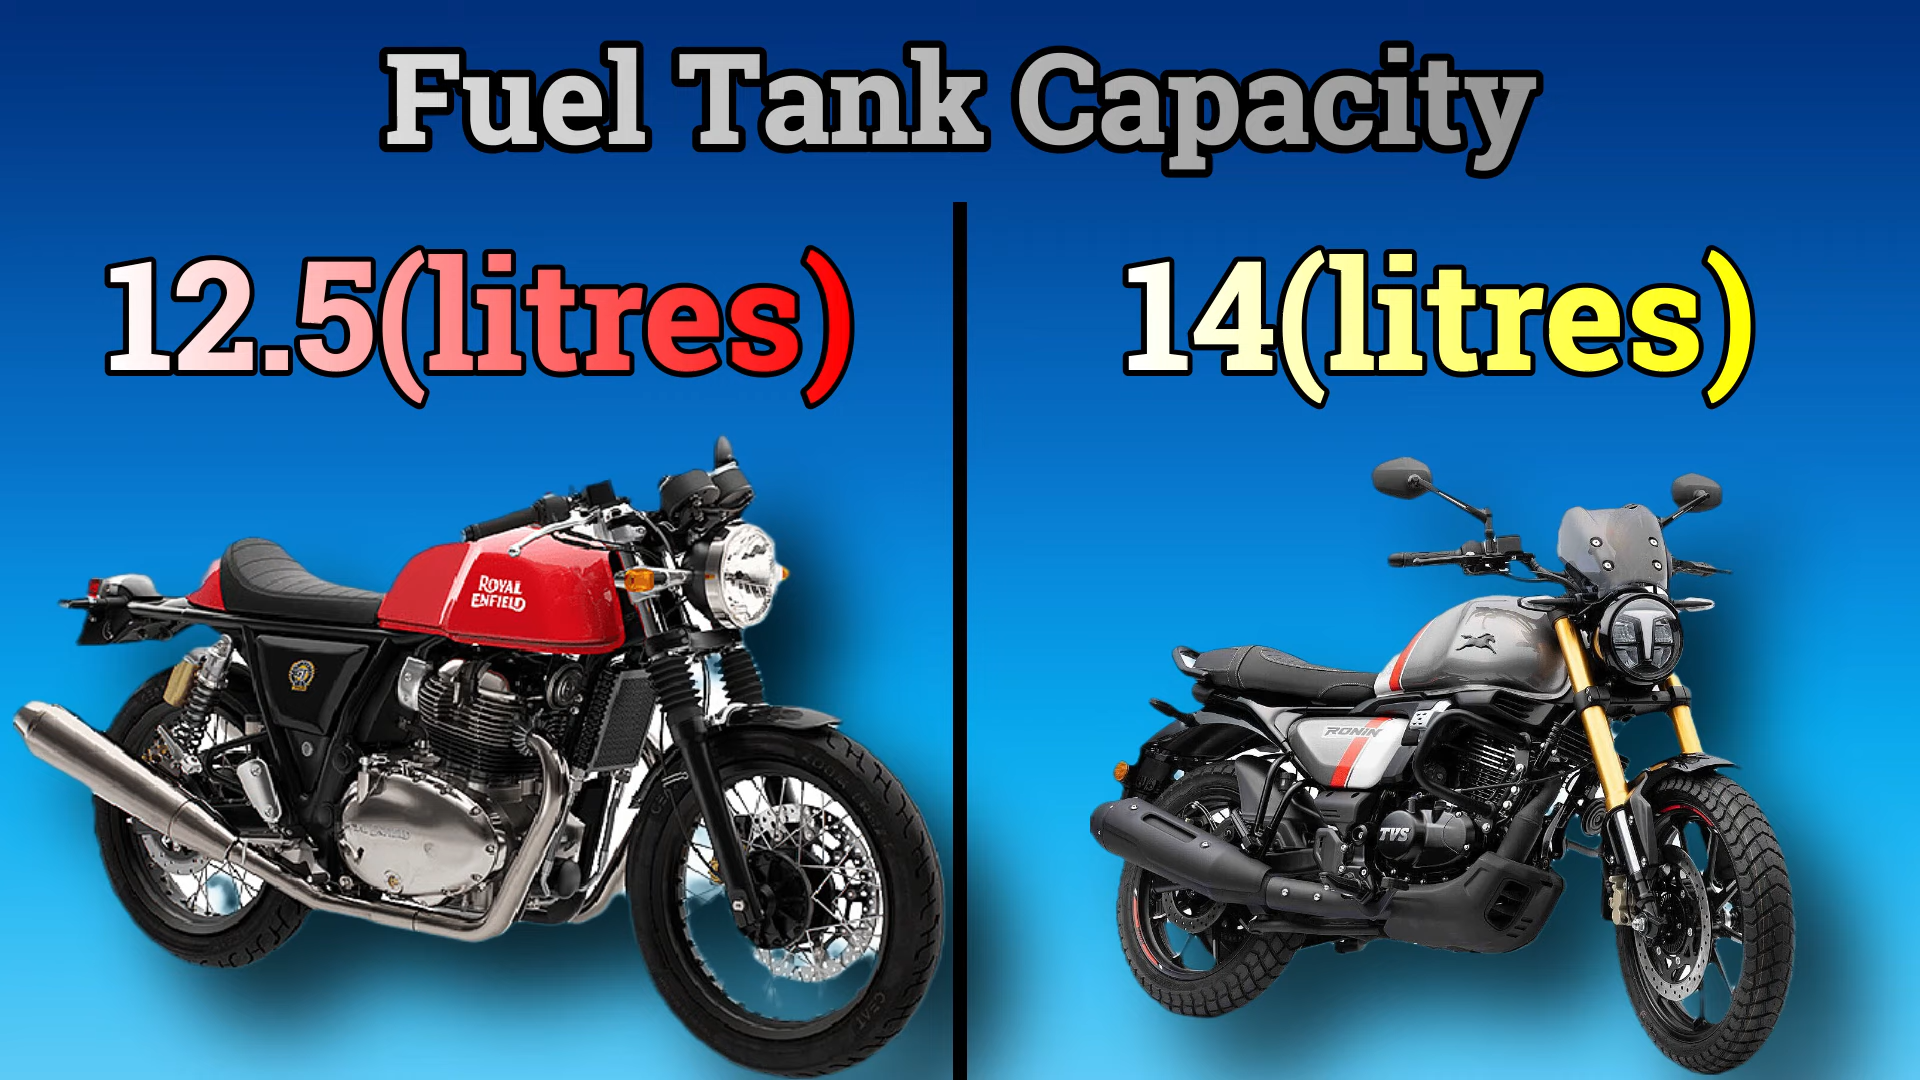 Fuel Tank Capacity
12.5(litres)
14(litres)
ROYAL
ENFIELD
RONIN
TVS